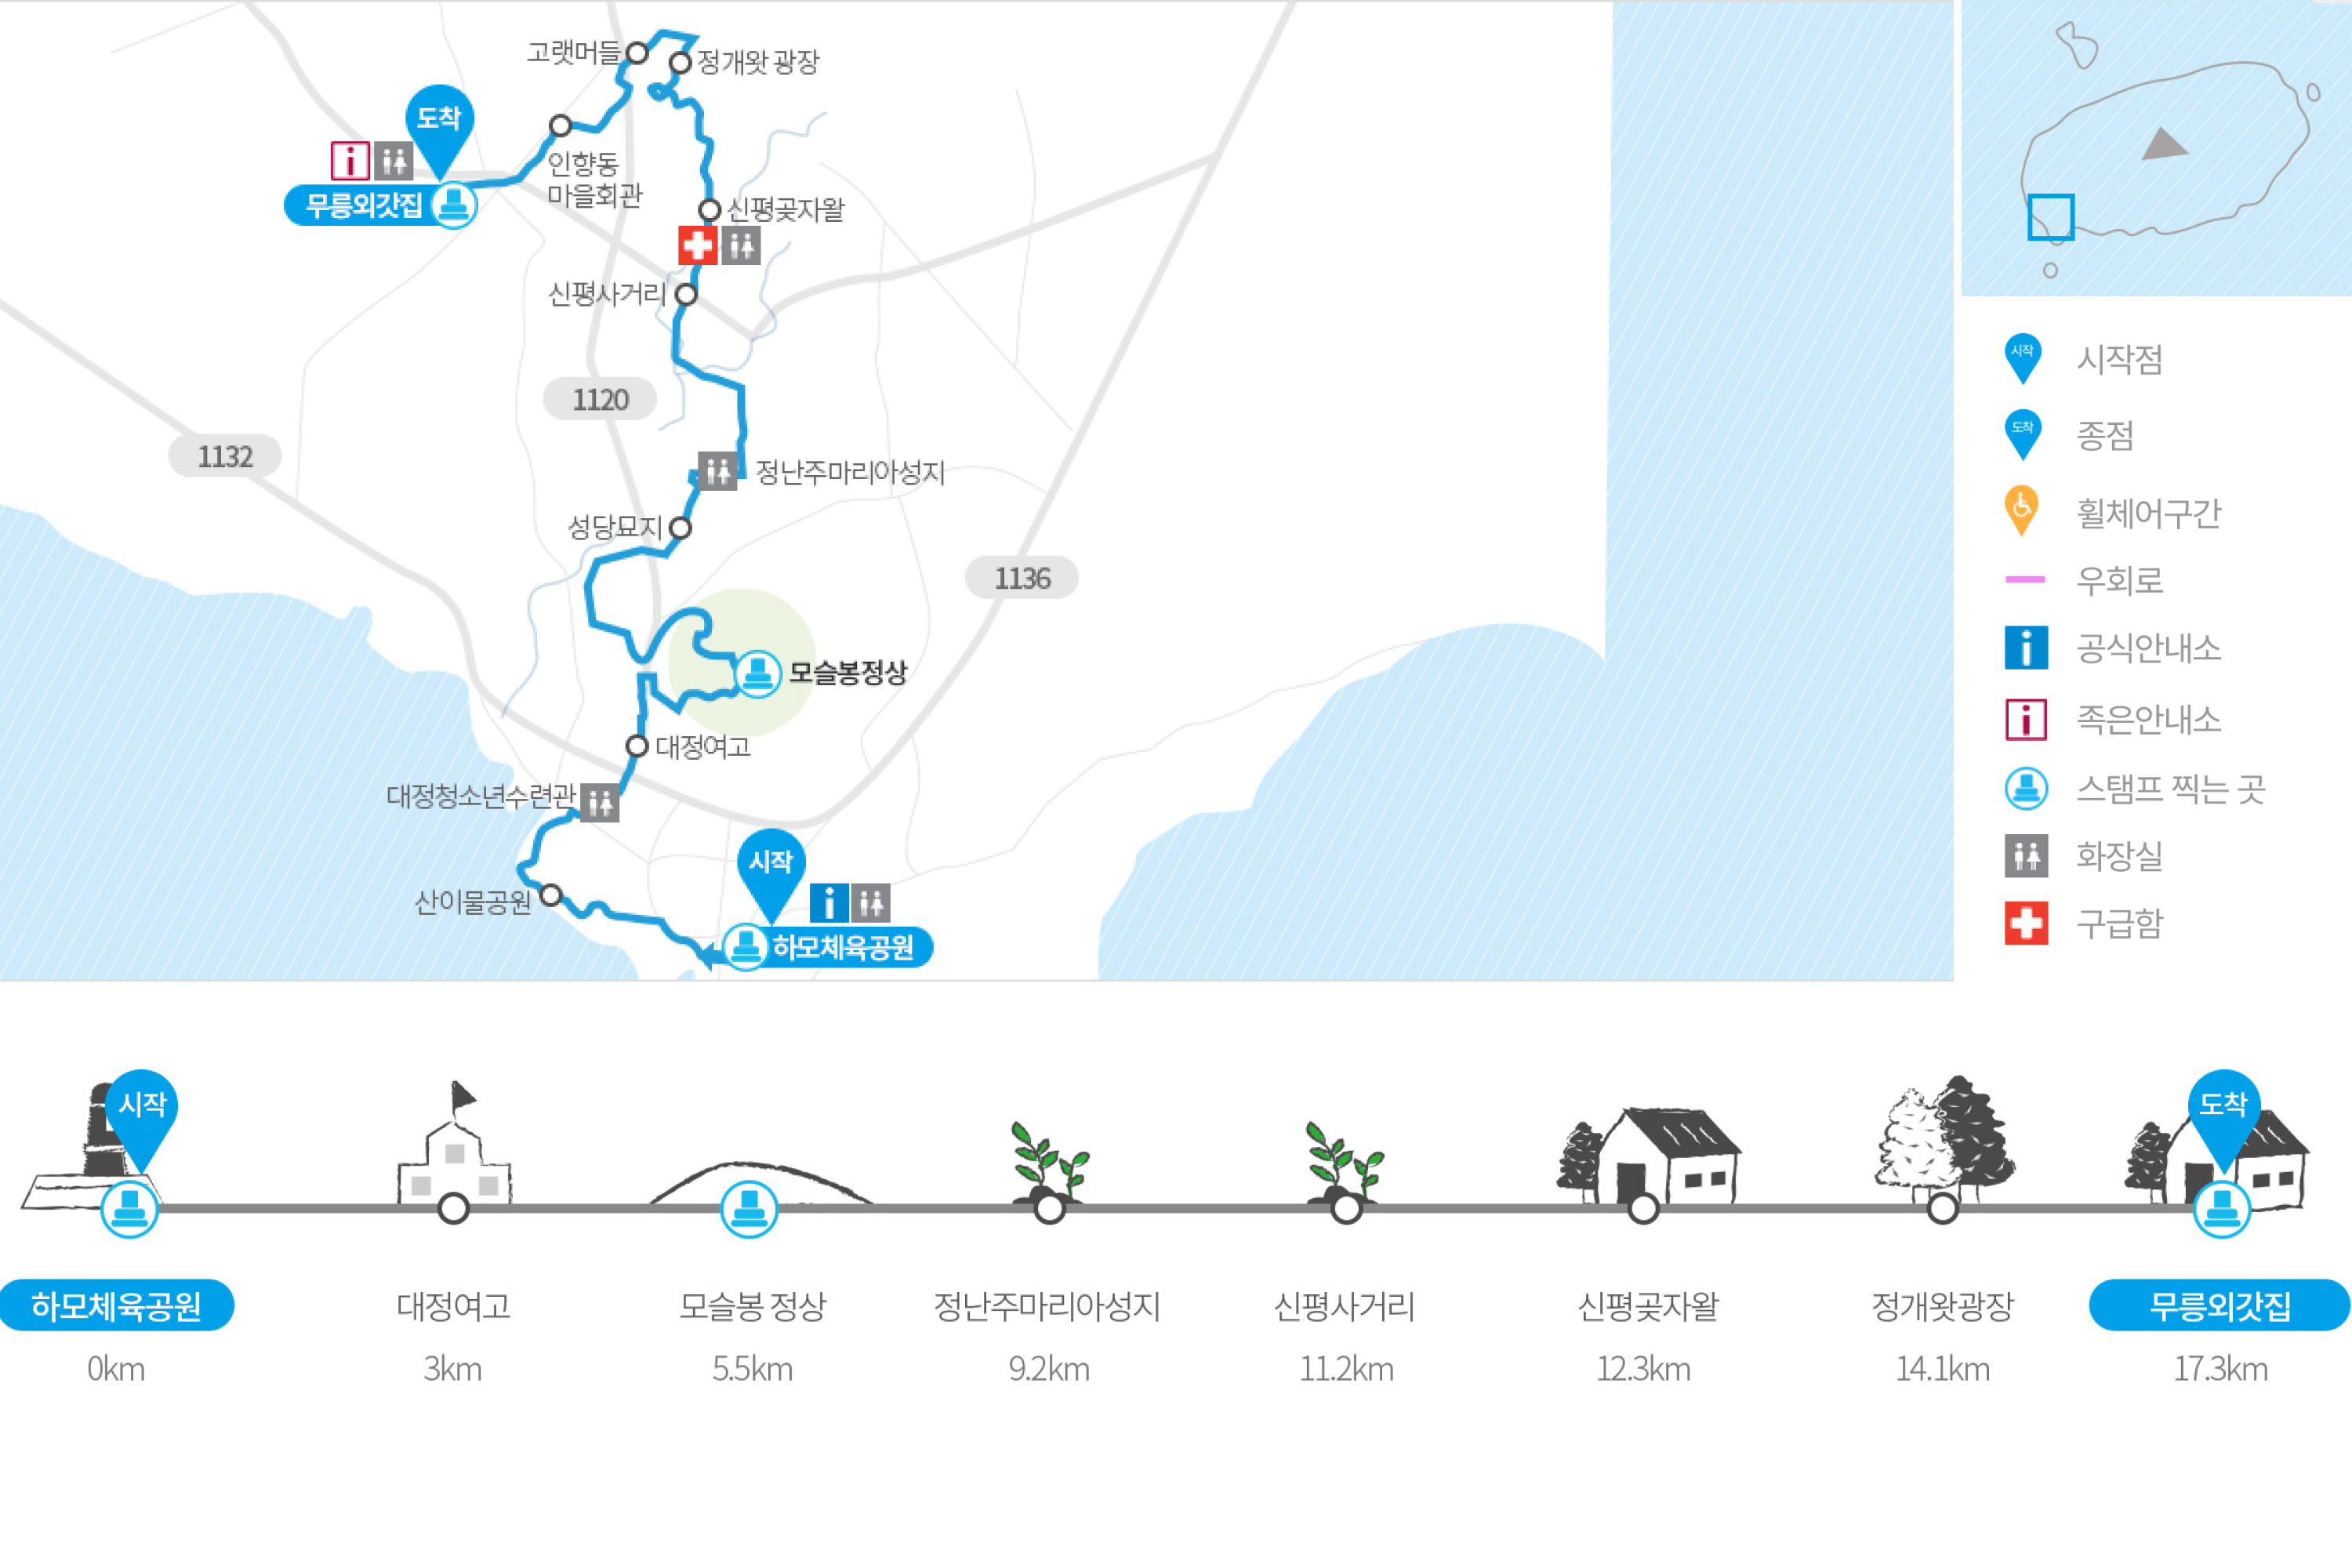 고랫머들
정개왓 광장
도착
인향동
마을회관
무릉외갓집
신평곶자왈
신평사거리
1120
1132
정난주마리아성지
성당묘지
1136
모슬봉정상
대정여고
대정청소년수련관
시작
산이물공원
하모체육공원
시작 시작점
도착 종점
휠체어구간
우회로
공식안내소
족은안내소
스탬프 찍는 곳
화장실
구급함
시작
도착
하모체육공원
대정여고
모슬봉 정상
정난주마리아성지
신평사거리
신평곶자왈
정개왓광장
무릉외갓집
0km
3km
5.5km
9.2km
11.2km
12.3km
14.1km
17.3km